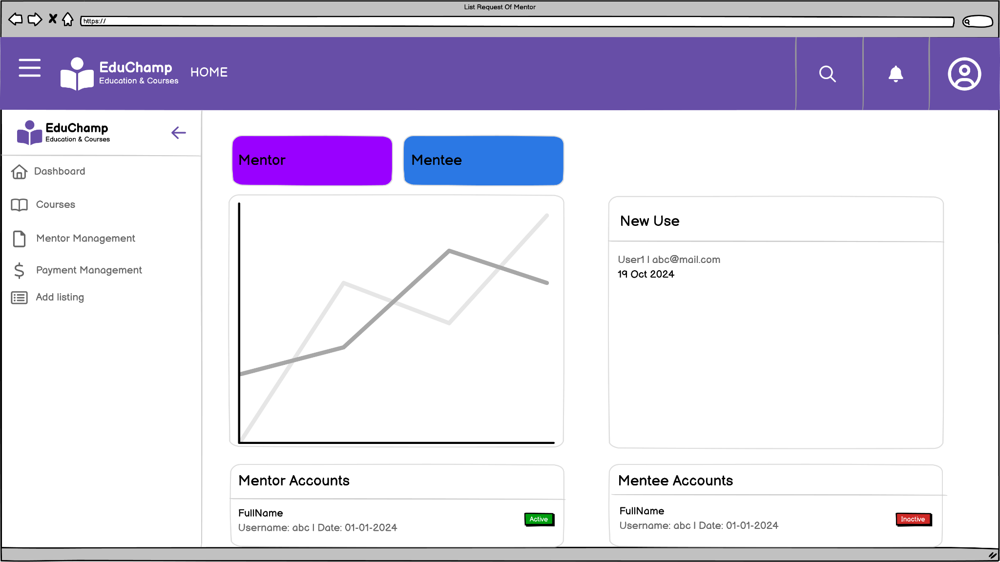 List Request Of Mentor
https://
EduChamp
Education & Courses
HOME
EduChamp
Education & Courses
Dashboard
Courses
Mentor Management
Payment Management
Add listing
Mentor
Mentee
New Use
User1 | abc@mail.com
19 Oct 2024
Mentor Accounts
FullName
Username: abc | Date: 01-01-2024
Active
Mentee Accounts
FullName
Username: abc | Date: 01-01-2024
Inactive